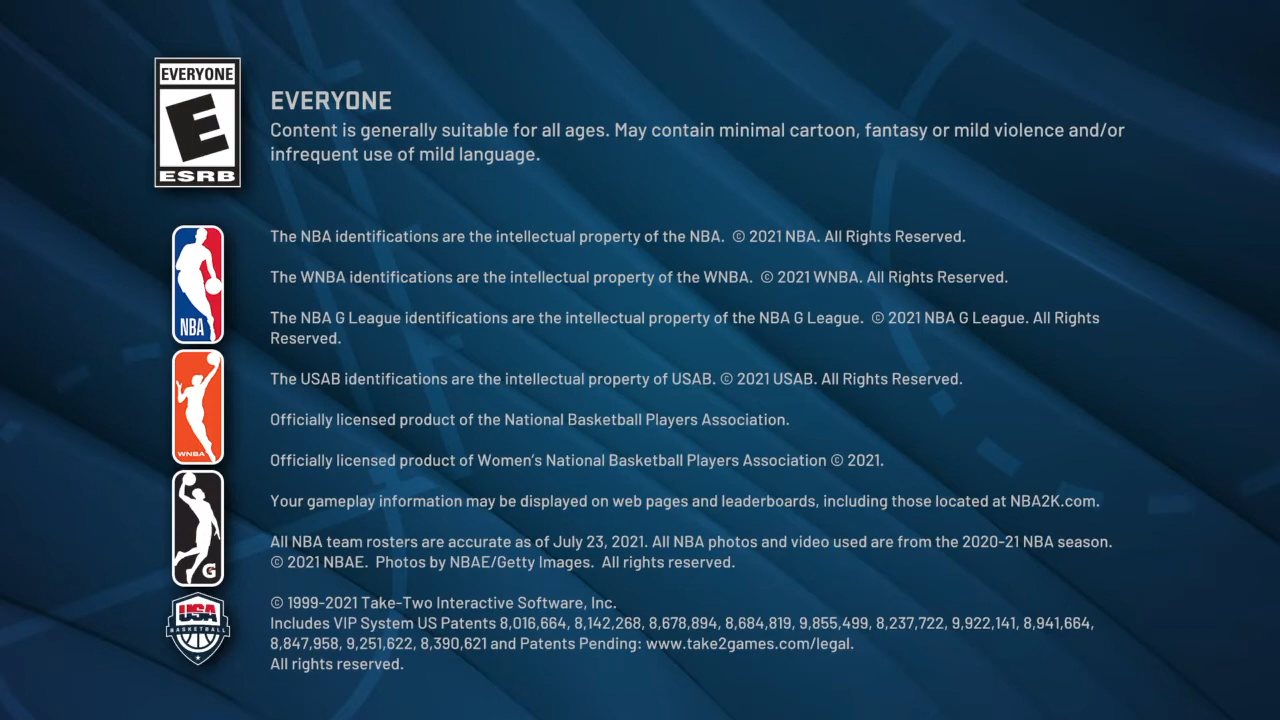 EVERYONE
E
ESRB
EVERYONE
Content is generally suitable for all ages. May contain minimal cartoon, fantasy or mild violence and/or
infrequent use of mild language.
NBA
The NBA identifications are the intellectual property of the NBA.  © 2021 NBA. All Rights Reserved.
The WNBA identifications are the intellectual property of the WNBA.  © 2021 WNBA. All Rights Reserved.
The NBA G League identifications are the intellectual property of the NBA G League.  © 2021 NBA G League. All Rights
Reserved.
WNBA
The USAB identifications are the intellectual property of USAB. © 2021 USAB. All Rights Reserved.
Officially licensed product of the National Basketball Players Association.
Officially licensed product of Women's National Basketball Players Association © 2021.
G
Your gameplay information may be displayed on web pages and leaderboards, including those located at NBA2K.com.
All NBA team rosters are accurate as of July 23, 2021. All NBA photos and video used are from the 2020-21 NBA season.
© 2021 NBAE.  Photos by NBAE/Getty Images.  All rights reserved.
USA
BASKETBALL
© 1999-2021 Take-Two Interactive Software, Inc.
Includes VIP System US Patents 8,016,664, 8,142,268, 8,678,894, 8,684,819, 9,855,499, 8,237,722, 9,922,141, 8,941,664,
8,847,958, 9,251,622, 8,390,621 and Patents Pending: www.take2games.com/legal.
All rights reserved.